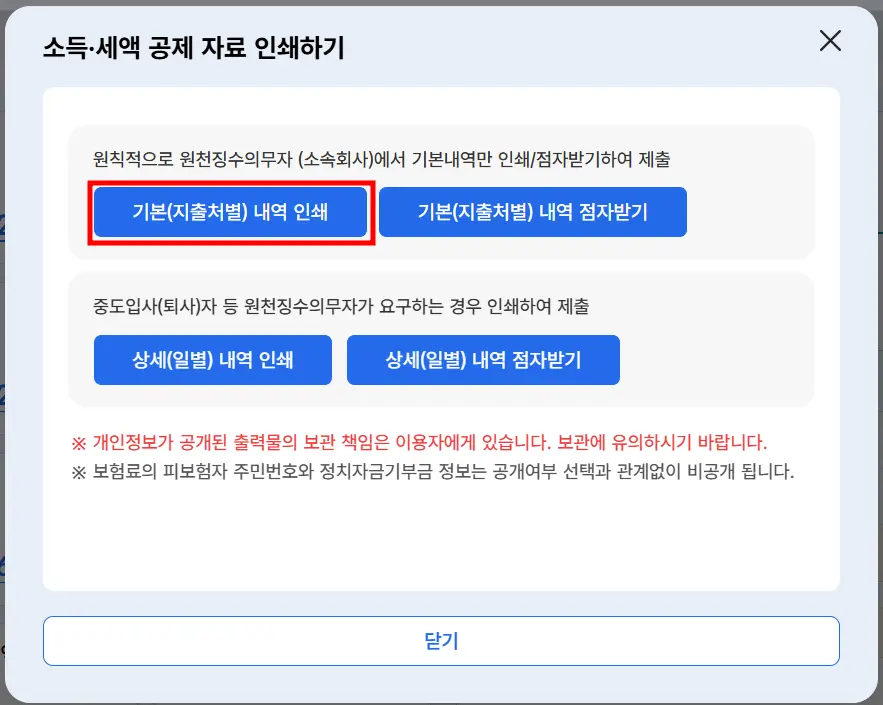 소득·세액 공제 자료 인쇄하기
원칙적으로 원천징수의무자 (소속회사)에서 기본내역만 인쇄/점자받기하여 제출
기본(지출처별) 내역 인쇄 기본(지출처별) 내역 점자받기
중도입사(퇴사)자 등 원천징수의무자가 요구하는 경우 인쇄하여 제출
상세(일별) 내역 인쇄 상세(일별) 내역 점자받기
※ 개인정보가 공개된 출력물의 보관 책임은 이용자에게 있습니다. 보관에 유의하시기 바랍니다.
※ 보험료의 피보험자 주민번호와 정치자금기부금 정보는 공개여부 선택과 관계없이 비공개 됩니다.
닫기